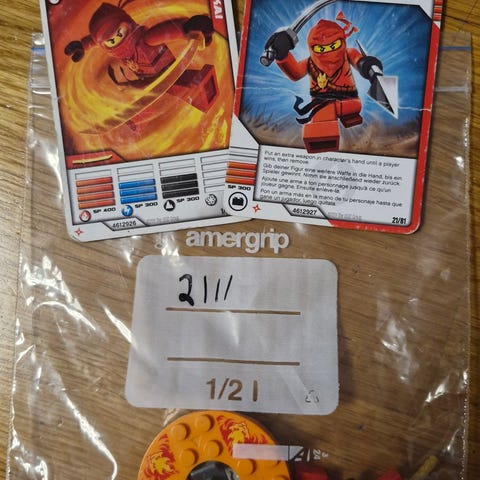 KAI
SP 400
SP 300
SP 300
SP 300
4612926
Put an extra weapon in character's hand until a player
wins, then remove.
Gib deiner Figur eine weitere Waffe in die Hand, bis ein
Spieler gewinnt. Nimm sie anschließend wieder zurück.
Ajoute une arme à ton personnage jusqu'à ce qu'un
joueur gagne. Ensuite enlève-la.
Pon un arma más en la mano de tu personaje hasta que
gane un jugador, luego quítala.
4612927
21/81
amergrip
2111
1/2 l